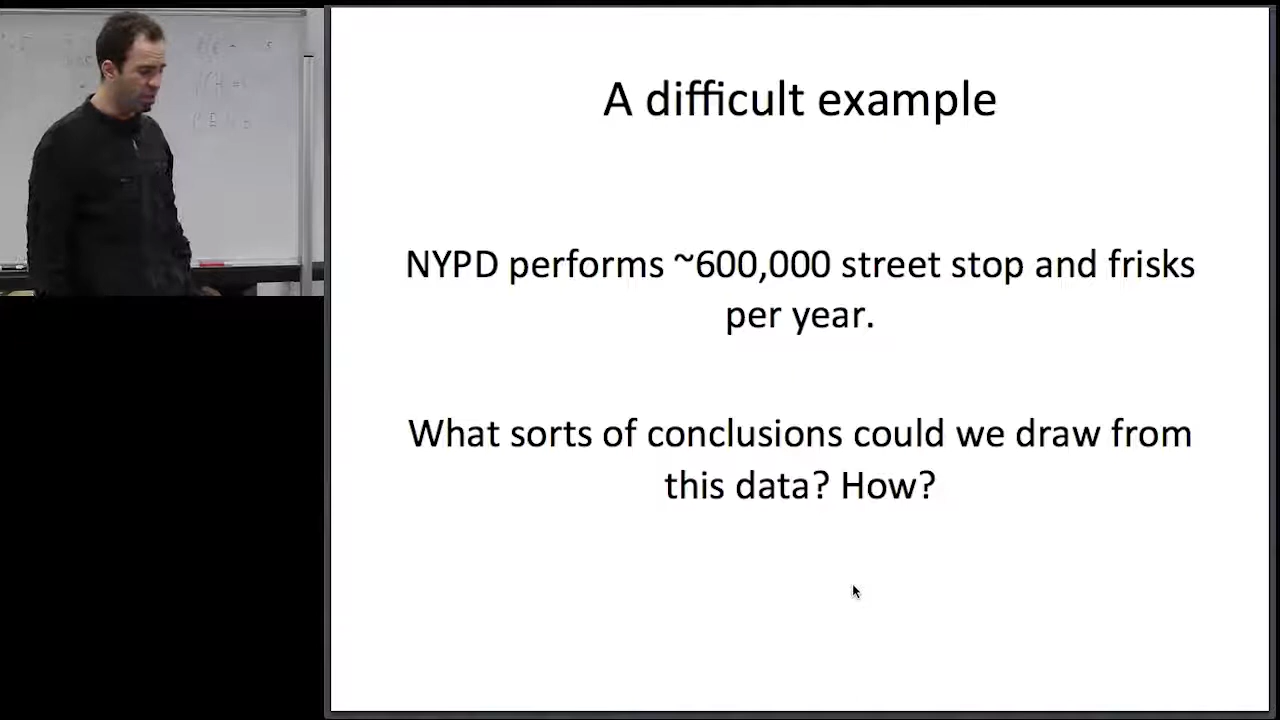 A difficult example
NYPD performs ~600,000 street stop and frisks
per year.
What sorts of conclusions could we draw from
this data? How?